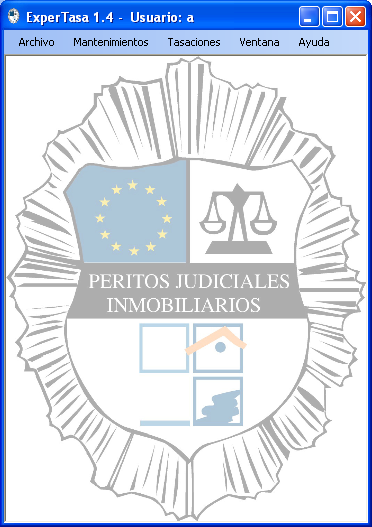 ExperTasa 1.4 - Usuario: a
Archivo Mantenimientos Tasaciones Ventana Ayuda
PERITOS JUDICIALES
INMOBILIARIOS